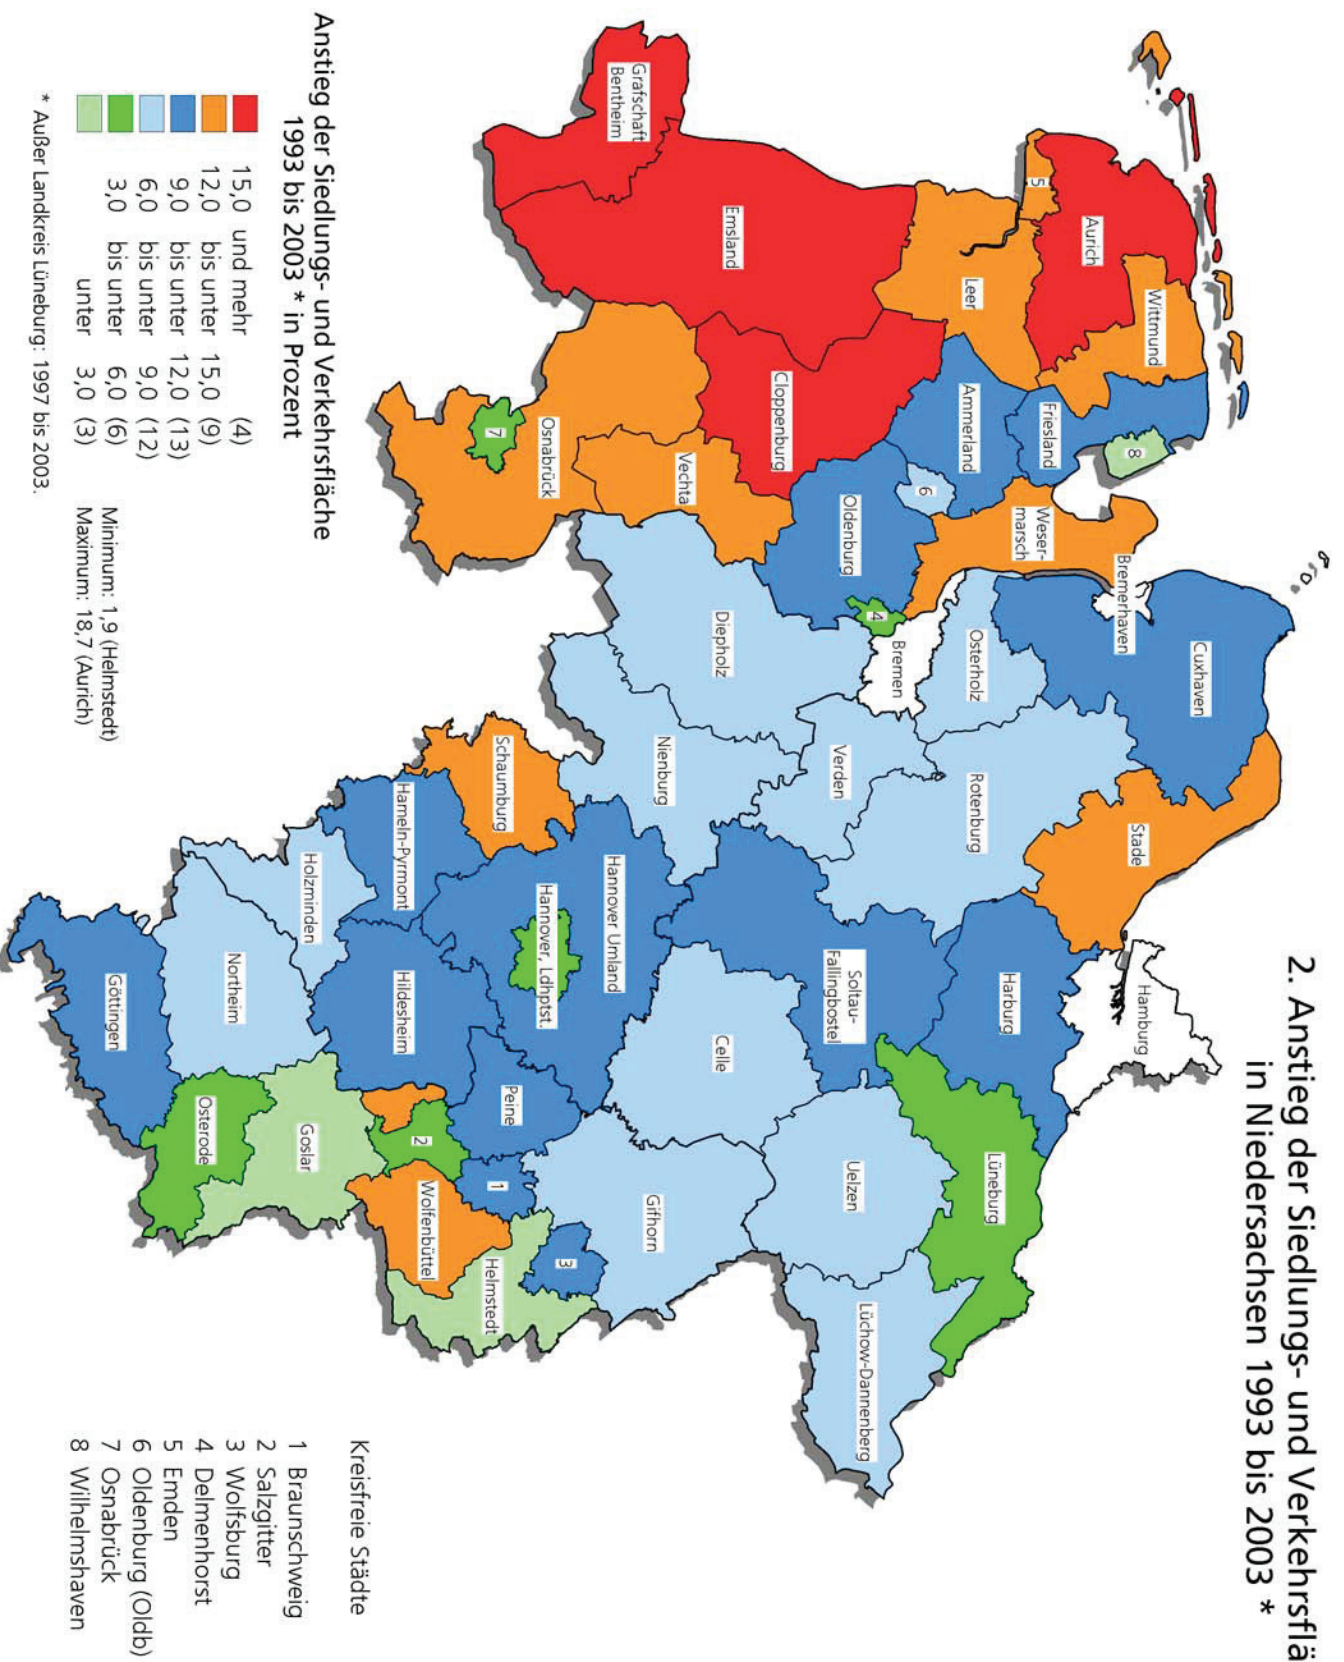 2. Anstieg der Siedlungs- und Verkehrsflä
in Niedersachsen 1993 bis 2003 *
Anstieg der Siedlungs- und Verkehrsfläche
1993 bis 2003 * in Prozent
15,0 und mehr (4)
12,0 bis unter 15,0 (9)
9,0 bis unter 12,0 (13)
6,0 bis unter 9,0 (12)
3,0 bis unter 6,0 (6)
unter 3,0 (3)
Minimum: 1,9 (Helmstedt)
Maximum: 18,7 (Aurich)
* Außer Landkreis Lüneburg: 1997 bis 2003.
Kreisfreie Städte
1 Braunschweig
2 Salzgitter
3 Wolfsburg
4 Delmenhorst
5 Emden
6 Oldenburg (Oldb)
7 Osnabrück
8 Wilhelmshaven
Cuxhaven
Wittmund
Stade
Hamburg
8
Bremerhaven
Aurich
Friesland
Weser-
marsch
5
Harburg
Leer
Ammerland
Osterholz
Rotenburg
Lüneburg
6
Bremen
4
Oldenburg
Verden
Soltau-
Fallingbostel
Uelzen
Lüchow-Dannenberg
Cloppenburg
Emsland
Diepholz
Celle
Vechta
Nienburg
Gifhorn
Grafschaft
Bentheim
Hannover Umland
3
Osnabrück
Hannover, Ldhptst.
7
Schaumburg
Peine
1
Helmstedt
Hameln-Pyrmont
Hildesheim
2
Wolfenbüttel
Holzminden
Goslar
Northeim
Osterode
Göttingen